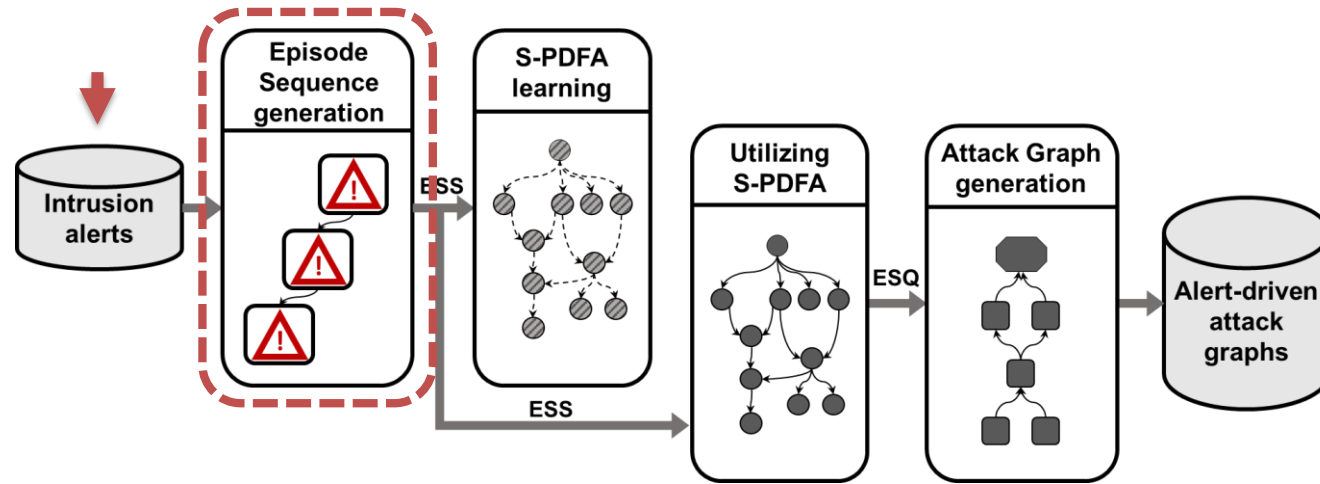 Intrusion
alerts
Episode
Sequence
generation
!
!
!
ESS
S-PDFA
learning
ESS
Utilizing
S-PDFA
ESQ
Attack Graph
generation
Alert-driven
attack
graphs